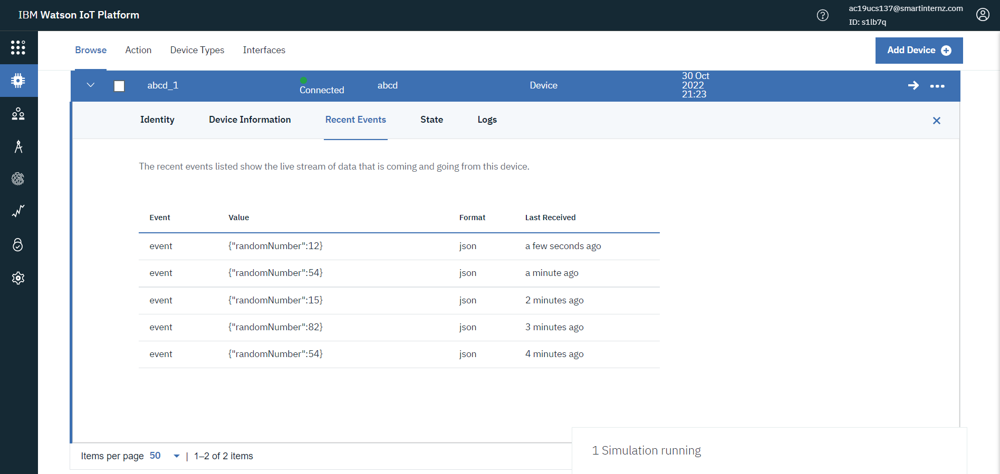 IBM Watson IoT Platform
ac19ucs137@smartinternz.com
ID: s1lb7q
Browse Action Device Types Interfaces
Add Device
abcd_1 Connected abcd Device 30 Oct
2022
21:23
Identity Device Information Recent Events State Logs
The recent events listed show the live stream of data that is coming and going from this device.
Event Value Format Last Received
event {"randomNumber":12} json a few seconds ago
event {"randomNumber":54} json a minute ago
event {"randomNumber":15} json 2 minutes ago
event {"randomNumber":82} json 3 minutes ago
event {"randomNumber":54} json 4 minutes ago
1 Simulation running
Items per page 50 | 1–2 of 2 items